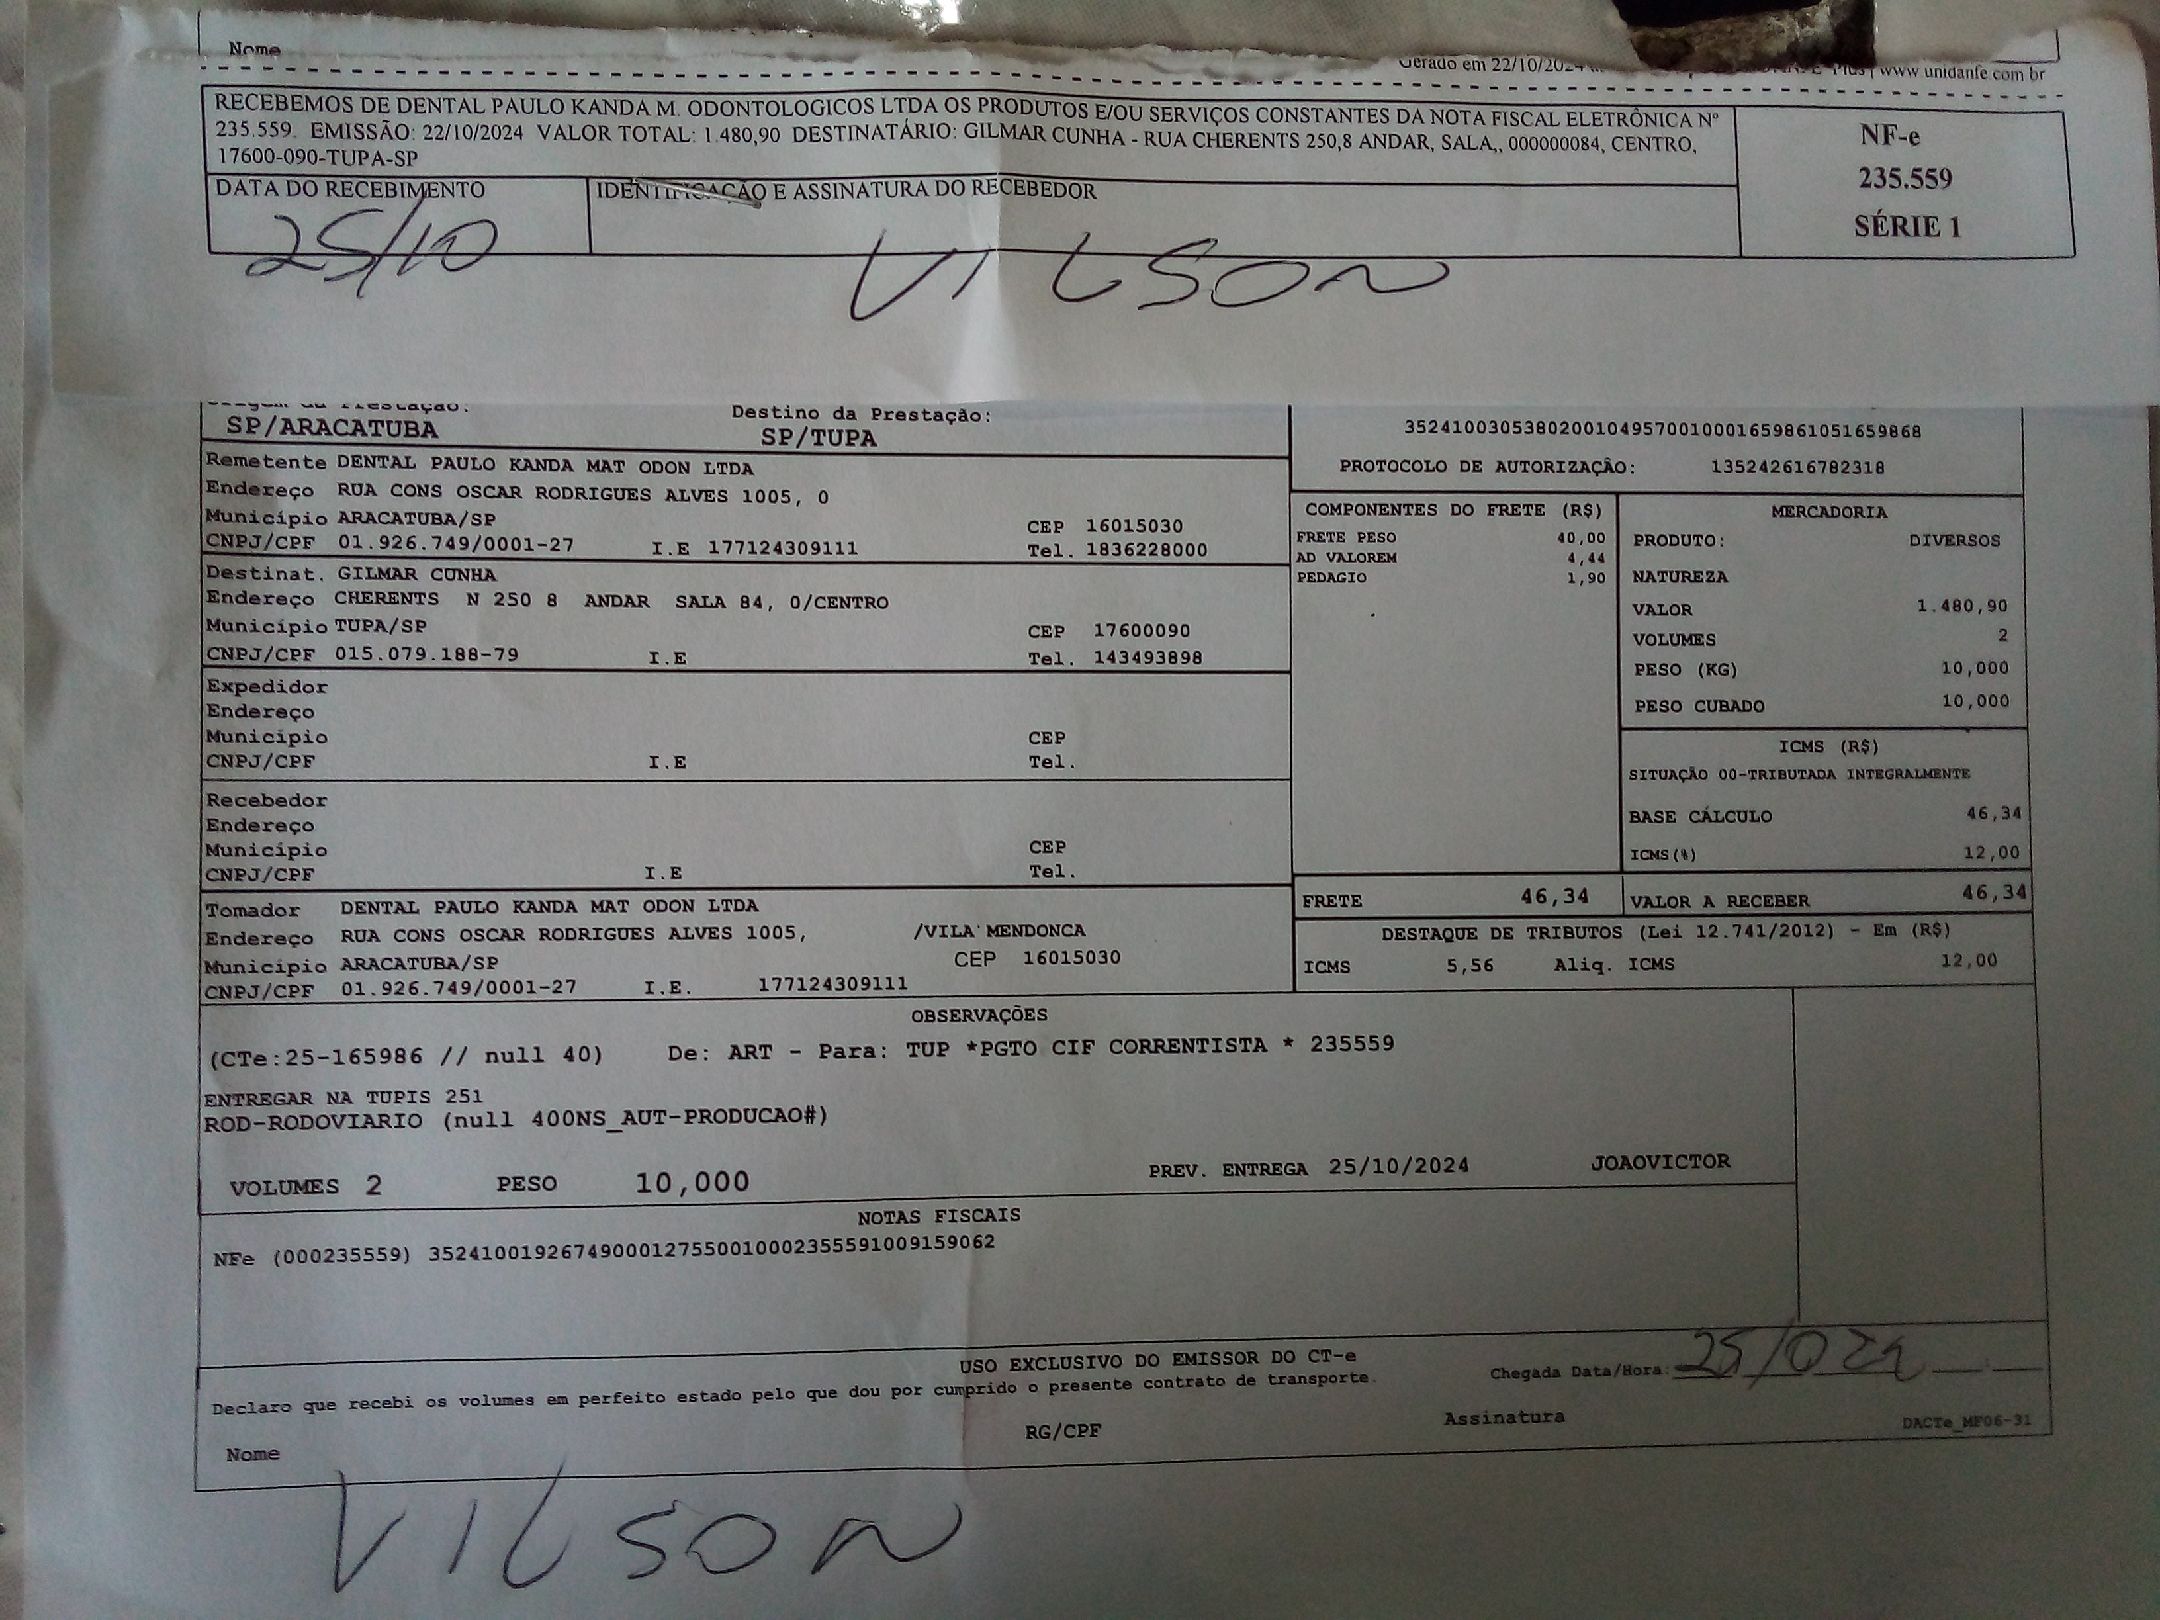 Nome
Gerado em 22/10/2024 www unidanfe com br
RECEBEMOS DE DENTAL PAULO KANDA M. ODONTOLOGICOS LTDA OS PRODUTOS E/OU SERVIÇOS CONSTANTES DA NOTA FISCAL ELETRÔNICA Nº
235.559. EMISSÃO: 22/10/2024 VALOR TOTAL: 1.480,90 DESTINATÁRIO: GILMAR CUNHA - RUA CHERENTS 250,8 ANDAR, SALA,, 000000084, CENTRO,
17600-090-TUPA-SP
NF-e
235.559
SÉRIE 1
DATA DO RECEBIMENTO
25/10
IDENTIFICAÇÃO E ASSINATURA DO RECEBEDOR
VILSON
Origem da Prestação:
SP/ARACATUBA
Destino da Prestação:
SP/TUPA
Remetente DENTAL PAULO KANDA MAT ODON LTDA
Endereço RUA CONS OSCAR RODRIGUES ALVES 1005, 0
Município ARACATUBA/SP CEP 16015030
CNPJ/CPF 01.926.749/0001-27 I.E 177124309111 Tel. 1836228000
Destinat. GILMAR CUNHA
Endereço CHERENTS N 250 8 ANDAR SALA 84, 0/CENTRO
Município TUPA/SP CEP 17600090
CNPJ/CPF 015.079.188-79 I.E Tel. 143493898
Expedidor
Endereço
Município CEP
CNPJ/CPF I.E Tel.
Recebedor
Endereço
Município CEP
CNPJ/CPF I.E Tel.
Tomador DENTAL PAULO KANDA MAT ODON LTDA
Endereço RUA CONS OSCAR RODRIGUES ALVES 1005, /VILA MENDONCA
Município ARACATUBA/SP CEP 16015030
CNPJ/CPF 01.926.749/0001-27 I.E. 177124309111
35241003053802001049570010001659861051659868
PROTOCOLO DE AUTORIZAÇÃO: 135242616782318
COMPONENTES DO FRETE (R$)
FRETE PESO 40,00
AD VALOREM 4,44
PEDAGIO 1,90
MERCADORIA
PRODUTO: DIVERSOS
NATUREZA
VALOR 1.480,90
VOLUMES 2
PESO (KG) 10,000
PESO CUBADO 10,000
ICMS (R$)
SITUAÇÃO 00-TRIBUTADA INTEGRALMENTE
BASE CÁLCULO 46,34
ICMS(%) 12,00
FRETE 46,34
VALOR A RECEBER 46,34
DESTAQUE DE TRIBUTOS (Lei 12.741/2012) - Em (R$)
ICMS 5,56 Aliq. ICMS 12,00
OBSERVAÇÕES
(CTe:25-165986 // null 40) De: ART - Para: TUP *PGTO CIF CORRENTISTA * 235559
ENTREGAR NA TUPIS 251
ROD-RODOVIARIO (null 400NS_AUT-PRODUCAO#)
VOLUMES 2 PESO 10,000 PREV. ENTREGA 25/10/2024 JOAOVICTOR
NOTAS FISCAIS
NFe (000235559) 35241001926749000127550010002355591009159062
USO EXCLUSIVO DO EMISSOR DO CT-e
Declaro que recebi os volumes em perfeito estado pelo que dou por cumprido o presente contrato de transporte.
Chegada Data/Hora:
Nome RG/CPF Assinatura DACTe_MF06-31
VILSON